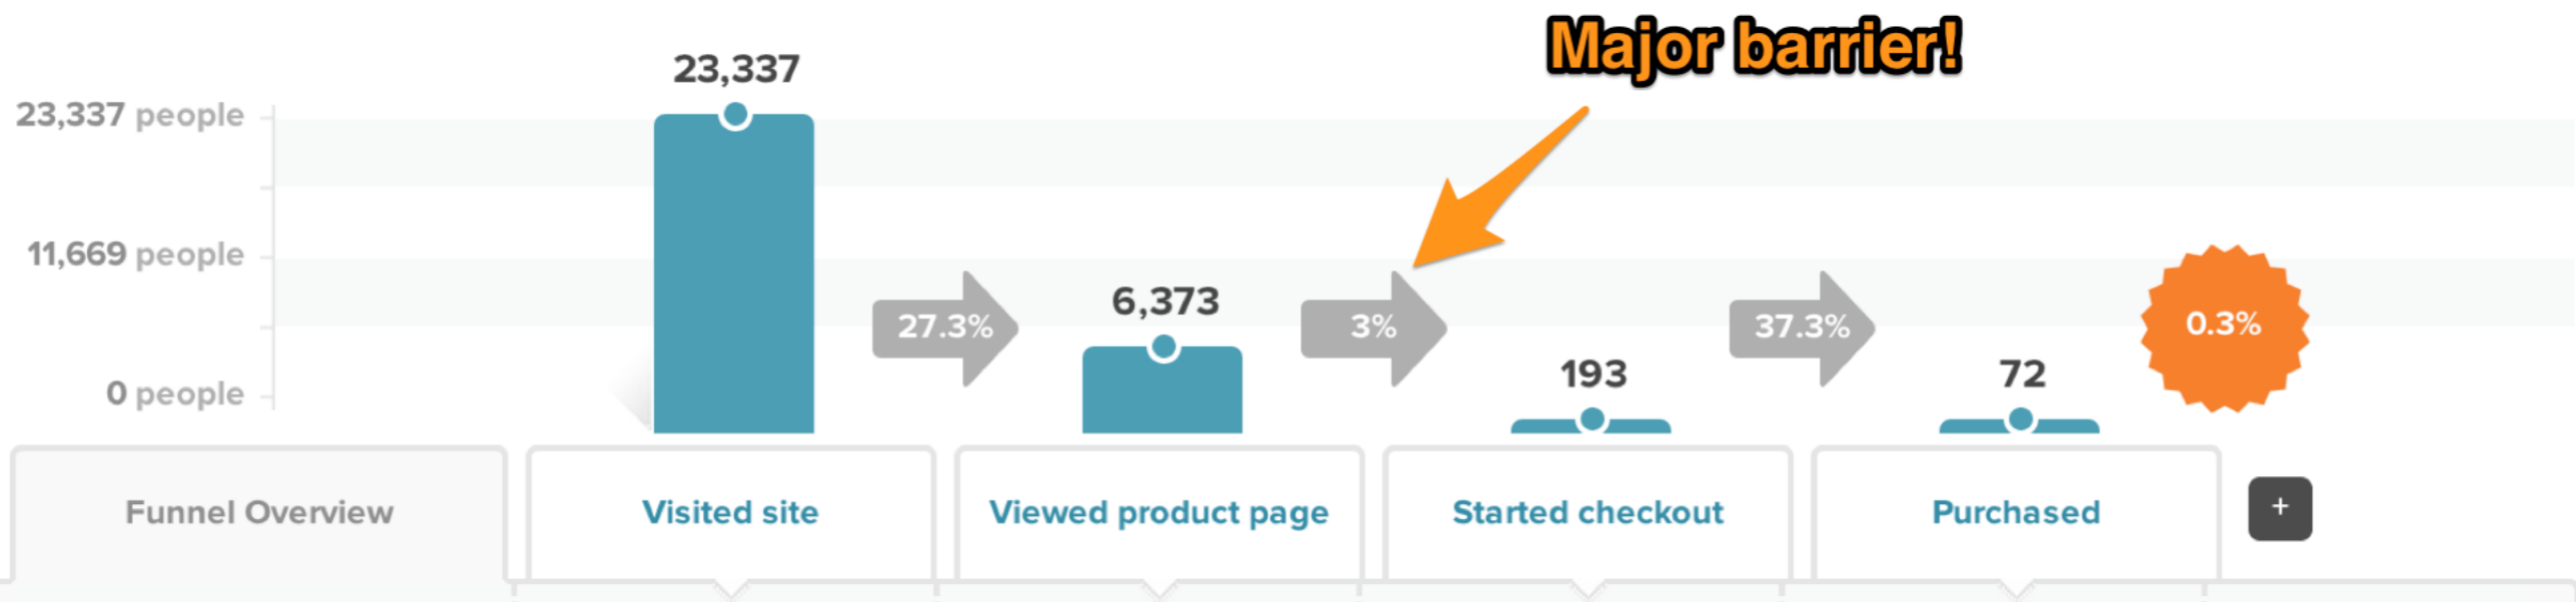 Major barrier!
23,337
23,337 people
11,669 people
0 people
27.3%
6,373
3%
193
37.3%
72
0.3%
Funnel Overview
Visited site
Viewed product page
Started checkout
Purchased
+